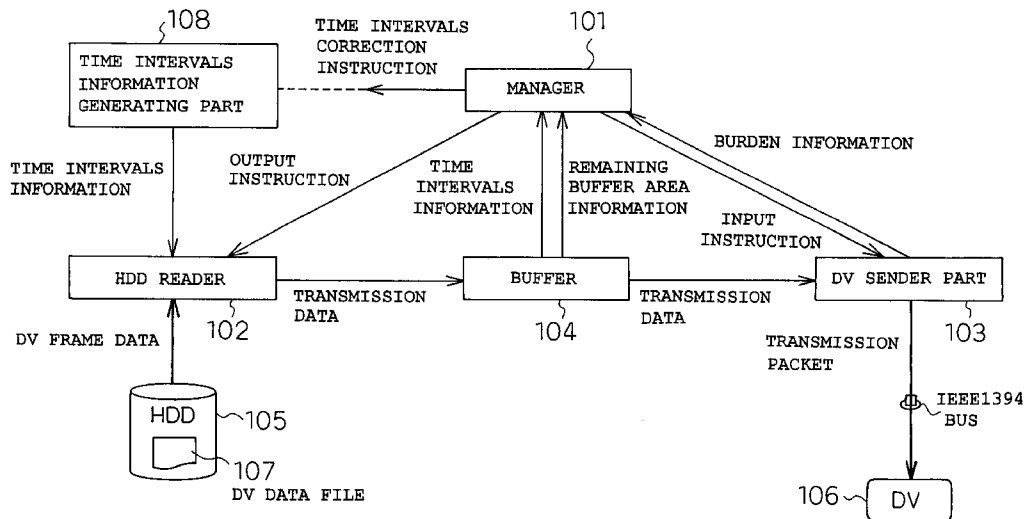 108
TIME INTERVALS
INFORMATION
GENERATING PART
TIME INTERVALS
CORRECTION
INSTRUCTION
101
MANAGER
TIME INTERVALS
INFORMATION
OUTPUT
INSTRUCTION
TIME
INTERVALS
INFORMATION
REMAINING
BUFFER AREA
INFORMATION
BURDEN INFORMATION
INPUT
INSTRUCTION
HDD READER
102
TRANSMISSION
DATA
BUFFER
104
TRANSMISSION
DATA
DV SENDER PART
103
DV FRAME DATA
TRANSMISSION
PACKET
HDD
105
107
DV DATA FILE
IEEE1394
BUS
106
DV